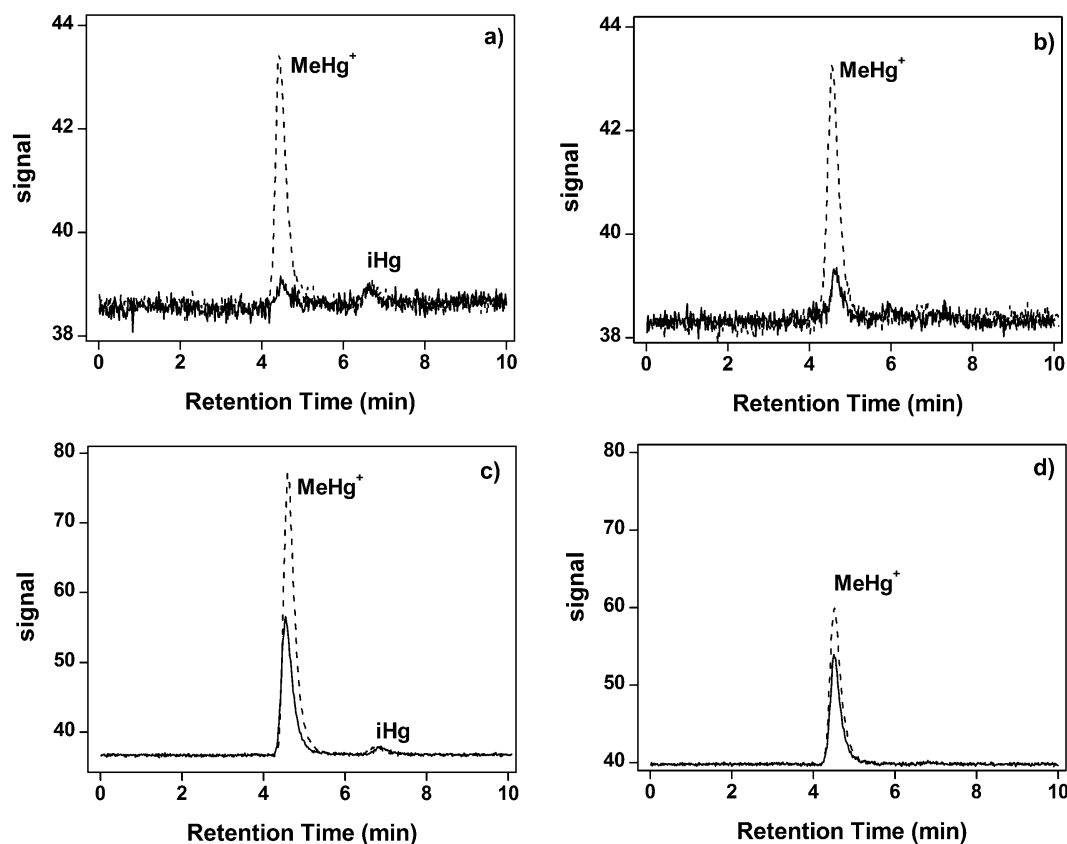 a)
44
42
40
38
signal
MeHg⁺
iHg
0 2 4 6 8 10
Retention Time (min)
b)
44
42
40
38
signal
MeHg⁺
0 2 4 6 8 10
Retention Time (min)
c)
80
70
60
50
40
signal
MeHg⁺
iHg
0 2 4 6 8 10
Retention Time (min)
d)
80
70
60
50
40
signal
MeHg⁺
0 2 4 6 8 10
Retention Time (min)